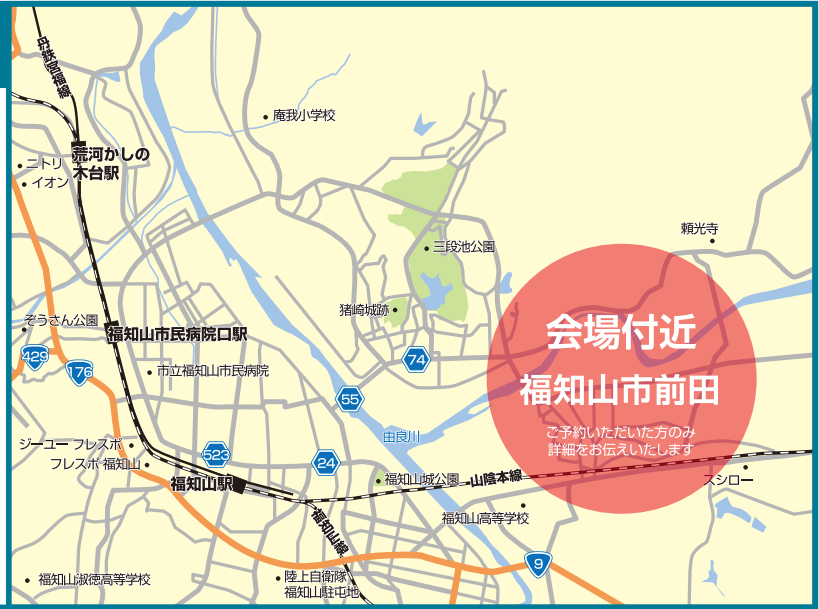 丹鉄宮福線
庵我小学校
荒河かしの
木台駅
ニトリ
イオン
頼光寺
三段池公園
猪崎城跡
ぞうさん公園
福知山市民病院口駅
会場付近
福知山市前田
ご予約いただいた方のみ
詳細をお伝えいたします
429
176
74
市立福知山市民病院
55
由良川
ジーユー フレスポ
フレスポ 福知山
523
24
福知山駅
福知山城公園
山陰本線
スシロー
福知山高等学校
福知山線
9
福知山淑徳高等学校
陸上自衛隊
福知山駐屯地